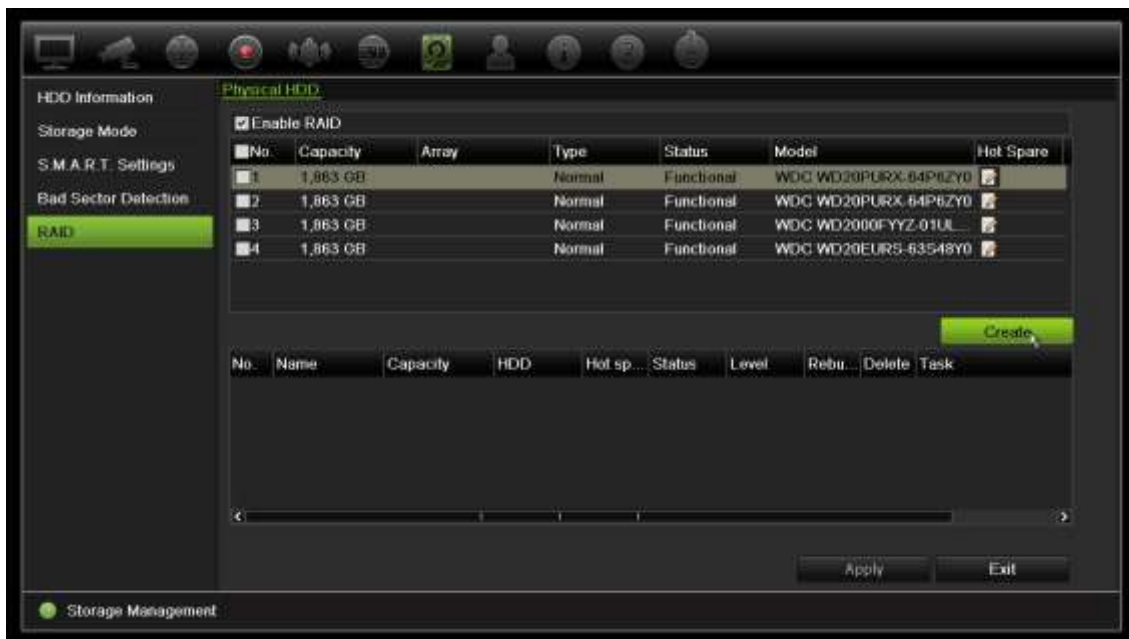 HDD Information
Storage Mode
S.M.A.R.T. Settings
Bad Sector Detection
RAID
Physical HDD
Enable RAID
No. Capacity Array Type Status Model Hot Spare
1 1,863 GB Normal Functional WDC WD20PURX-64P6ZY0
2 1,863 GB Normal Functional WDC WD20PURX-64P6ZY0
3 1,863 GB Normal Functional WDC WD2000FYYZ-01UL...
4 1,863 GB Normal Functional WDC WD20EURS-63S48Y0
Create
No. Name Capacity HDD Hot sp... Status Level Rebu... Delete Task
Apply Exit
Storage Management